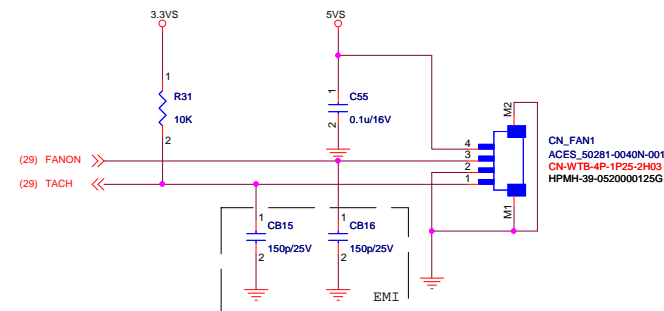 3.3VS
5VS
1
R31
10K
2
1
C55
0.1u/16V
2
(29) FANON
(29) TACH
4
3
2
1
M2
M1
CN_FAN1
ACES_50281-0040N-001
CN-WTB-4P-1P25-2H03
HPMH-39-0520000125G
1
CB15
150p/25V
2
1
CB16
150p/25V
2
EMI